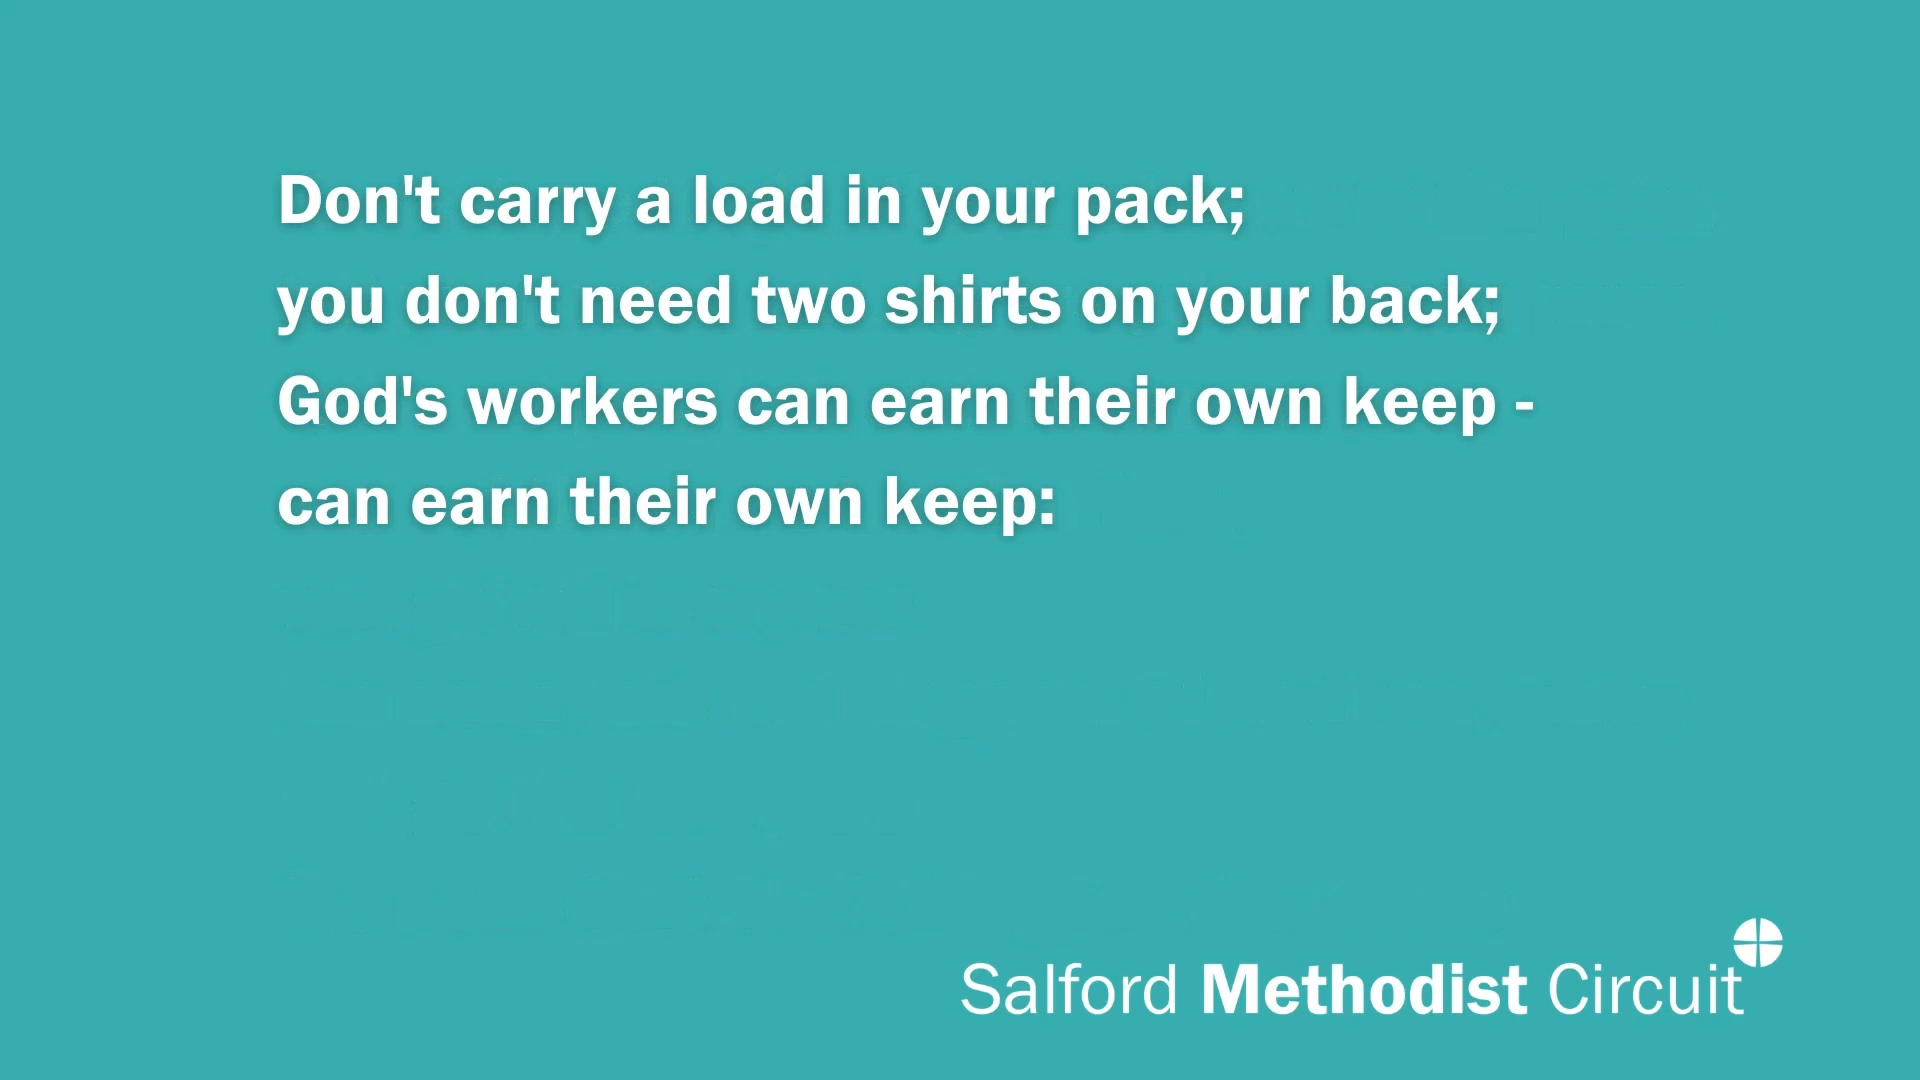 Don't carry a load in your pack;
you don't need two shirts on your back;
God's workers can earn their own keep -
can earn their own keep:
Salford Methodist Circuit